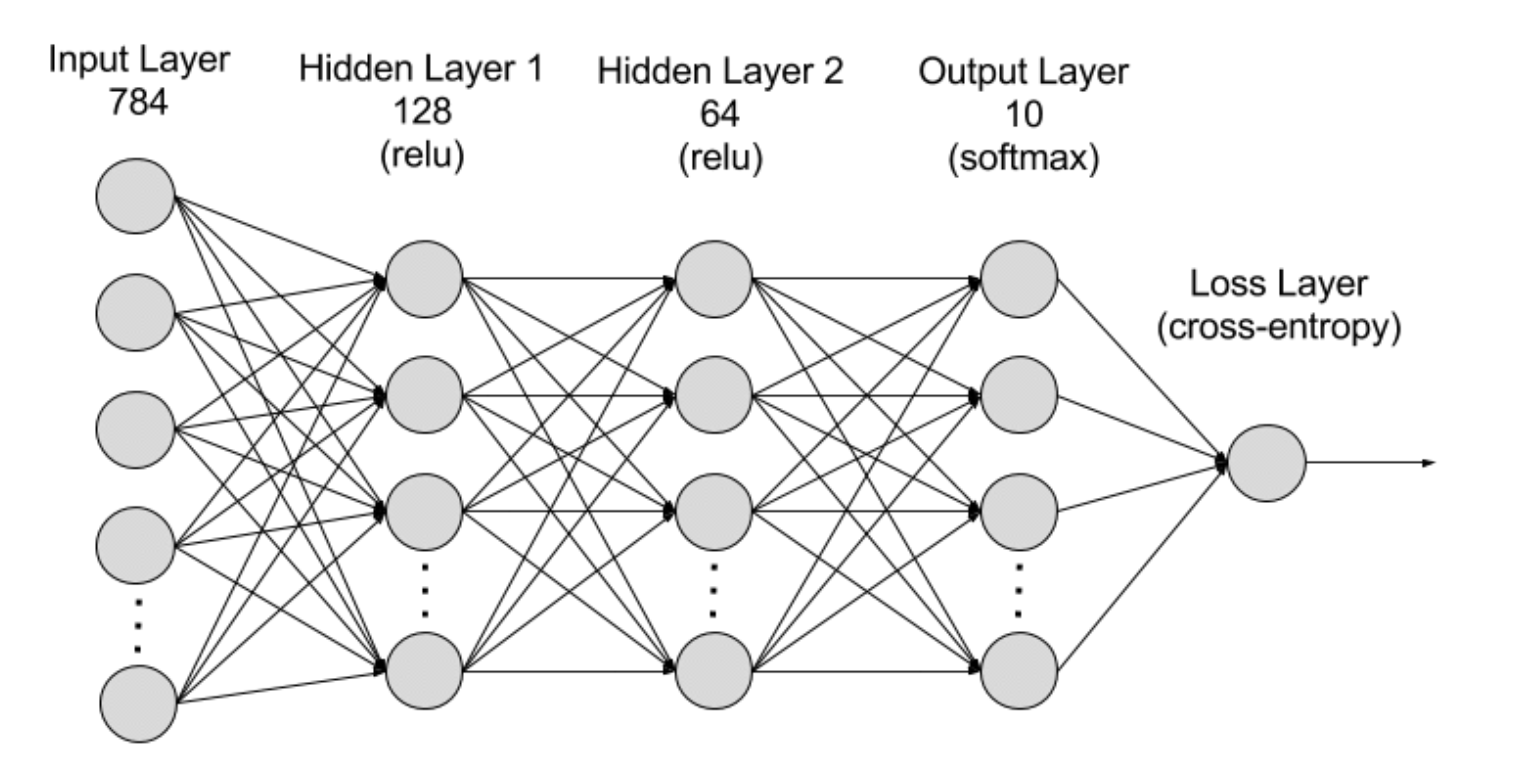 Input Layer
784
Hidden Layer 1
128
(relu)
Hidden Layer 2
64
(relu)
Output Layer
10
(softmax)
Loss Layer
(cross-entropy)